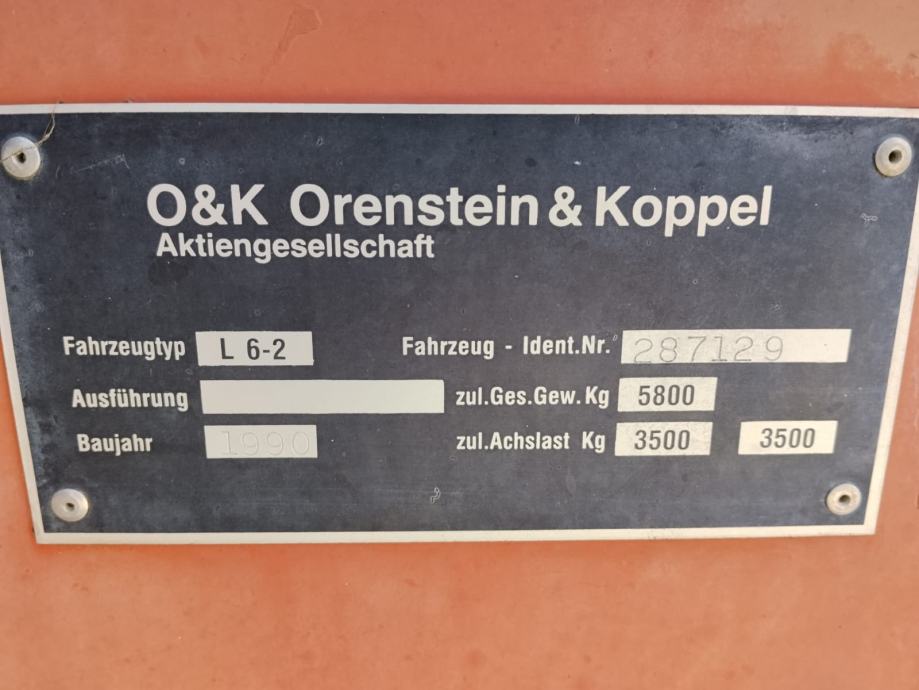 O&K Orenstein & Koppel
Aktiengesellschaft
Fahrzeugtyp L 6-2 Fahrzeug - Ident.Nr. 287129
Ausführung zul.Ges.Gew.Kg 5800
Baujahr 1990 zul.Achslast Kg 3500 3500